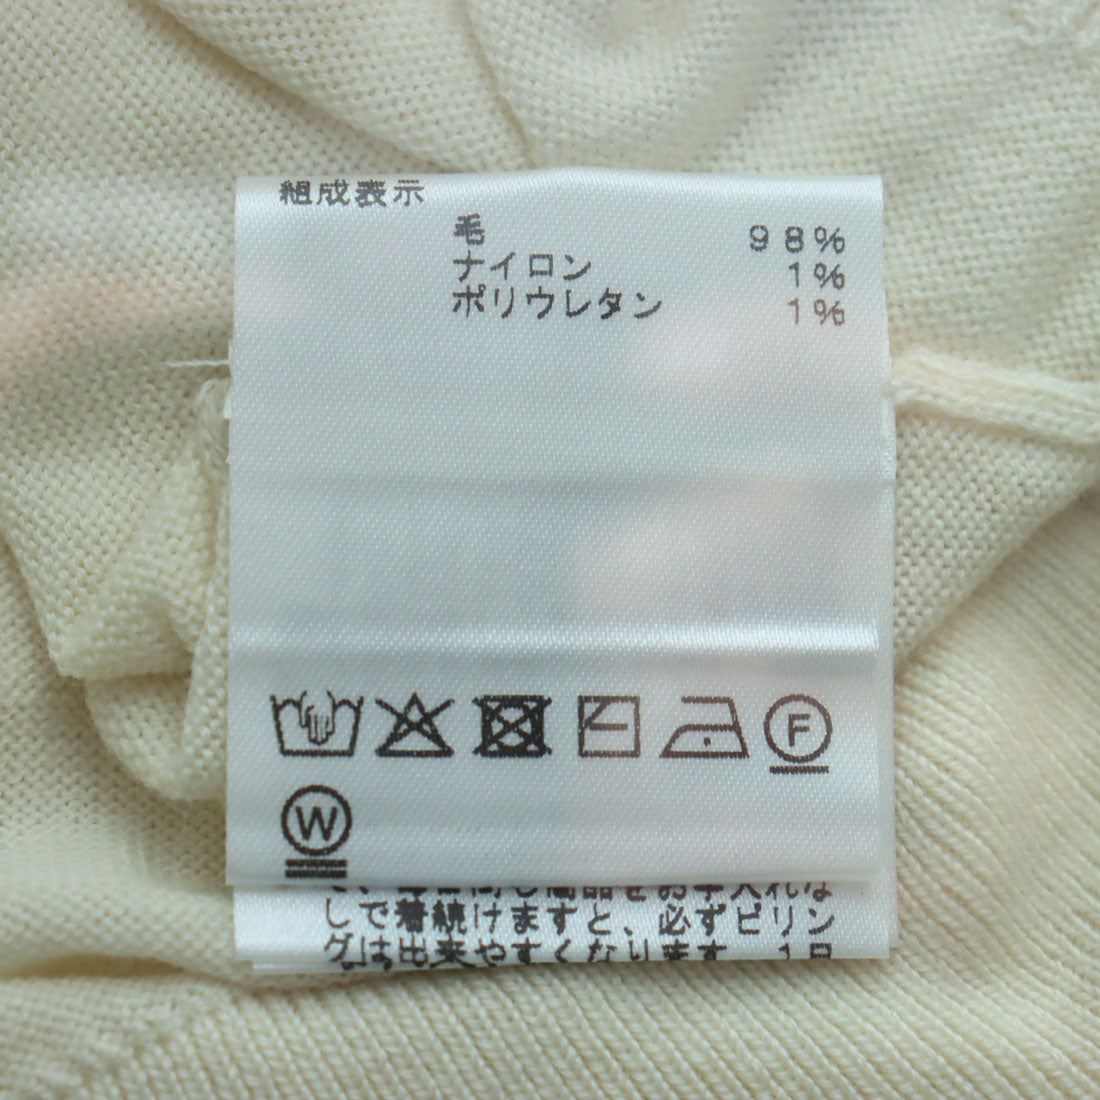 組成表示
毛 98%
ナイロン 1%
ポリウレタン 1%
F
W
しで着続けますと、必ずピリン
グは出来やすくなります 1日